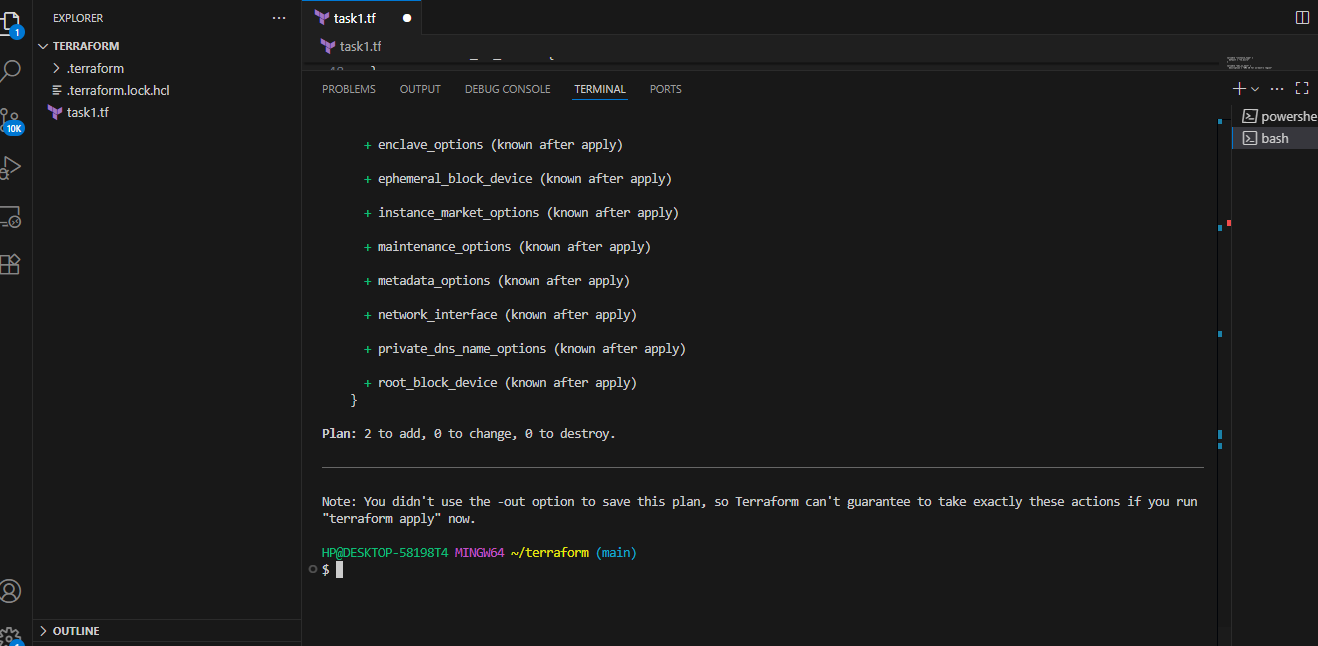 EXPLORER
TERRAFORM
.terraform
.terraform.lock.hcl
task1.tf
OUTLINE
1
10K
task1.tf
task1.tf
PROBLEMS OUTPUT DEBUG CONSOLE TERMINAL PORTS
+ enclave_options (known after apply)
+ ephemeral_block_device (known after apply)
+ instance_market_options (known after apply)
+ maintenance_options (known after apply)
+ metadata_options (known after apply)
+ network_interface (known after apply)
+ private_dns_name_options (known after apply)
+ root_block_device (known after apply)
}
Plan: 2 to add, 0 to change, 0 to destroy.
Note: You didn't use the -out option to save this plan, so Terraform can't guarantee to take exactly these actions if you run
"terraform apply" now.
HP@DESKTOP-58198T4 MINGW64 ~/terraform (main)
$
powershe
bash